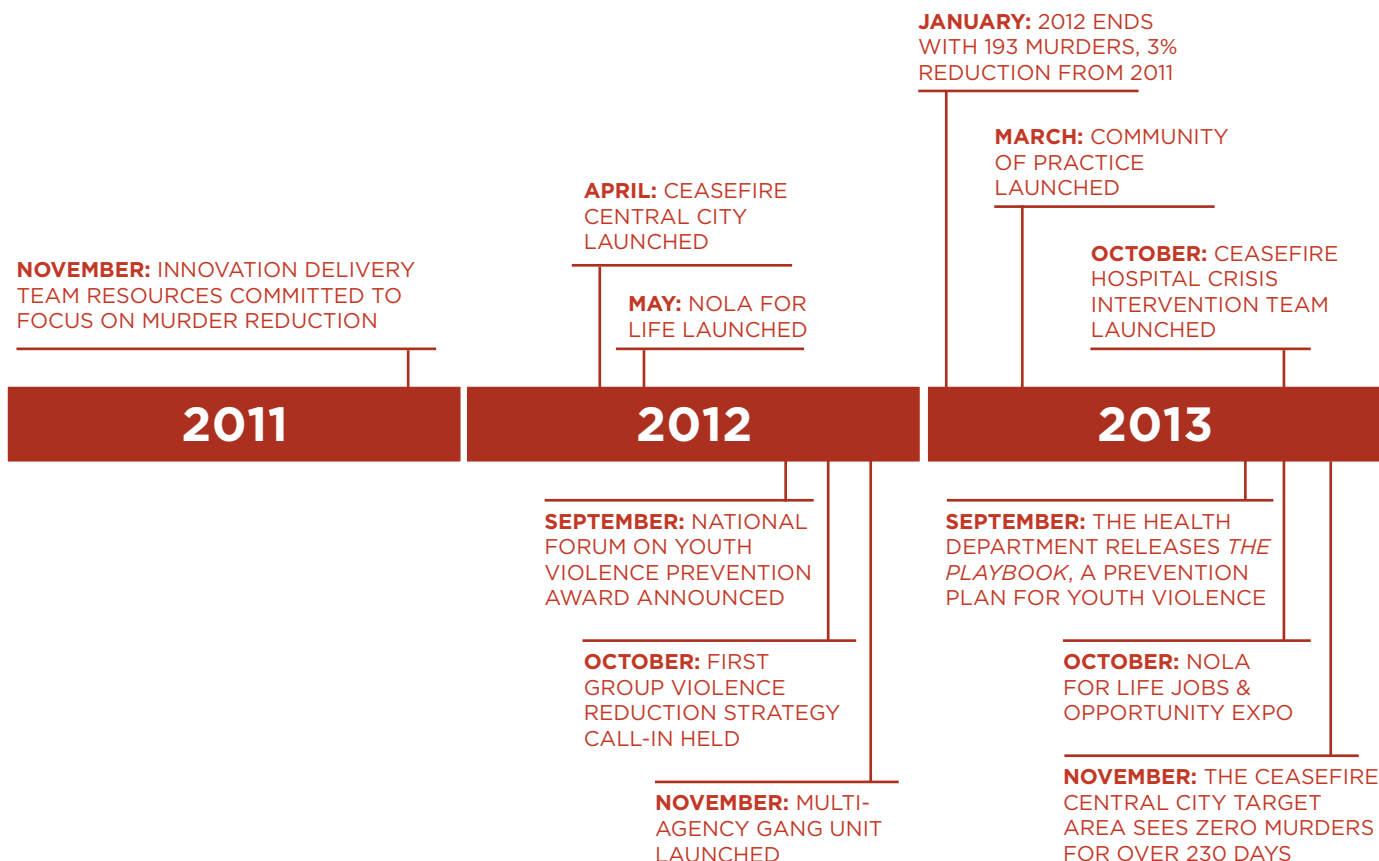 JANUARY: 2012 ENDS
WITH 193 MURDERS, 3%
REDUCTION FROM 2011
MARCH: COMMUNITY
OF PRACTICE
LAUNCHED
APRIL: CEASEFIRE
CENTRAL CITY
LAUNCHED
OCTOBER: CEASEFIRE
HOSPITAL CRISIS
INTERVENTION TEAM
LAUNCHED
NOVEMBER: INNOVATION DELIVERY
TEAM RESOURCES COMMITTED TO
FOCUS ON MURDER REDUCTION
MAY: NOLA FOR
LIFE LAUNCHED
2011
2012
2013
SEPTEMBER: NATIONAL
FORUM ON YOUTH
VIOLENCE PREVENTION
AWARD ANNOUNCED
SEPTEMBER: THE HEALTH
DEPARTMENT RELEASES THE
PLAYBOOK, A PREVENTION
PLAN FOR YOUTH VIOLENCE
OCTOBER: FIRST
GROUP VIOLENCE
REDUCTION STRATEGY
CALL-IN HELD
OCTOBER: NOLA
FOR LIFE JOBS &
OPPORTUNITY EXPO
NOVEMBER: MULTI-
AGENCY GANG UNIT
LAUNCHED
NOVEMBER: THE CEASEFIRE
CENTRAL CITY TARGET
AREA SEES ZERO MURDERS
FOR OVER 230 DAYS